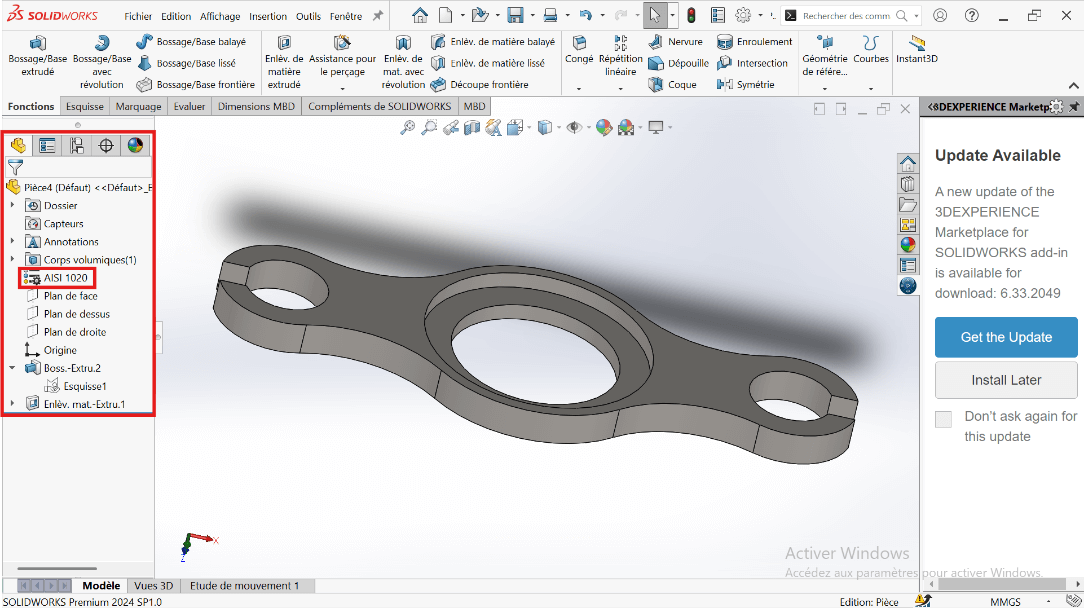 SOLIDWORKS
Fichier Edition Affichage Insertion Outils Fenêtre
Rechercher des comm
Bossage/Base extrudé
Bossage/Base avec révolution
Bossage/Base balayé
Bossage/Base lissé
Bossage/Base frontière
Enlèv. de matière extrudé
Assistance pour le perçage
Enlèv. de mat. avec révolution
Enlèv. de matière balayé
Enlèv. de matière lissé
Découpe frontière
Congé
Répétition linéaire
Nervure
Dépouille
Coque
Enroulement
Intersection
Symétrie
Géométrie de référe...
Courbes
Instant3D
Fonctions Esquisse Marquage Evaluer Dimensions MBD Compléments de SOLIDWORKS MBD
3DEXPERIENCE Marketp
Pièce4 (Défaut) <<Défaut>_E
Dossier
Capteurs
Annotations
Corps volumiques(1)
AISI 1020
Plan de face
Plan de dessus
Plan de droite
Origine
Boss.-Extru.2
Esquisse1
Enlèv. mat.-Extru.1
X
Z
Update Available
A new update of the
3DEXPERIENCE
Marketplace for
SOLIDWORKS add-in
is available for
download: 6.33.2049
Get the Update
Install Later
Don't ask again for
this update
Activer Windows
Accédez aux paramètres pour activer Windows.
Modèle Vues 3D Etude de mouvement 1
SOLIDWORKS Premium 2024 SP1.0
Edition: Pièce
MMGS